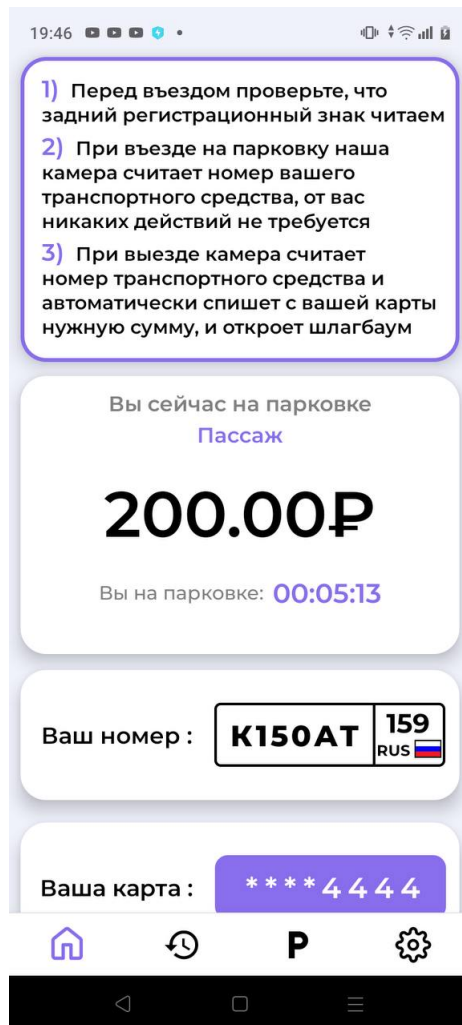 19:46
1) Перед въездом проверьте, что
задний регистрационный знак читаем
2) При въезде на парковку наша
камера считает номер вашего
транспортного средства, от вас
никаких действий не требуется
3) При выезде камера считает
номер транспортного средства и
автоматически спишет с вашей карты
нужную сумму, и откроет шлагбаум
Вы сейчас на парковке
Пассаж
200.00₽
Вы на парковке: 00:05:13
Ваш номер : К150АТ 159
RUS
Ваша карта : ****4444
P